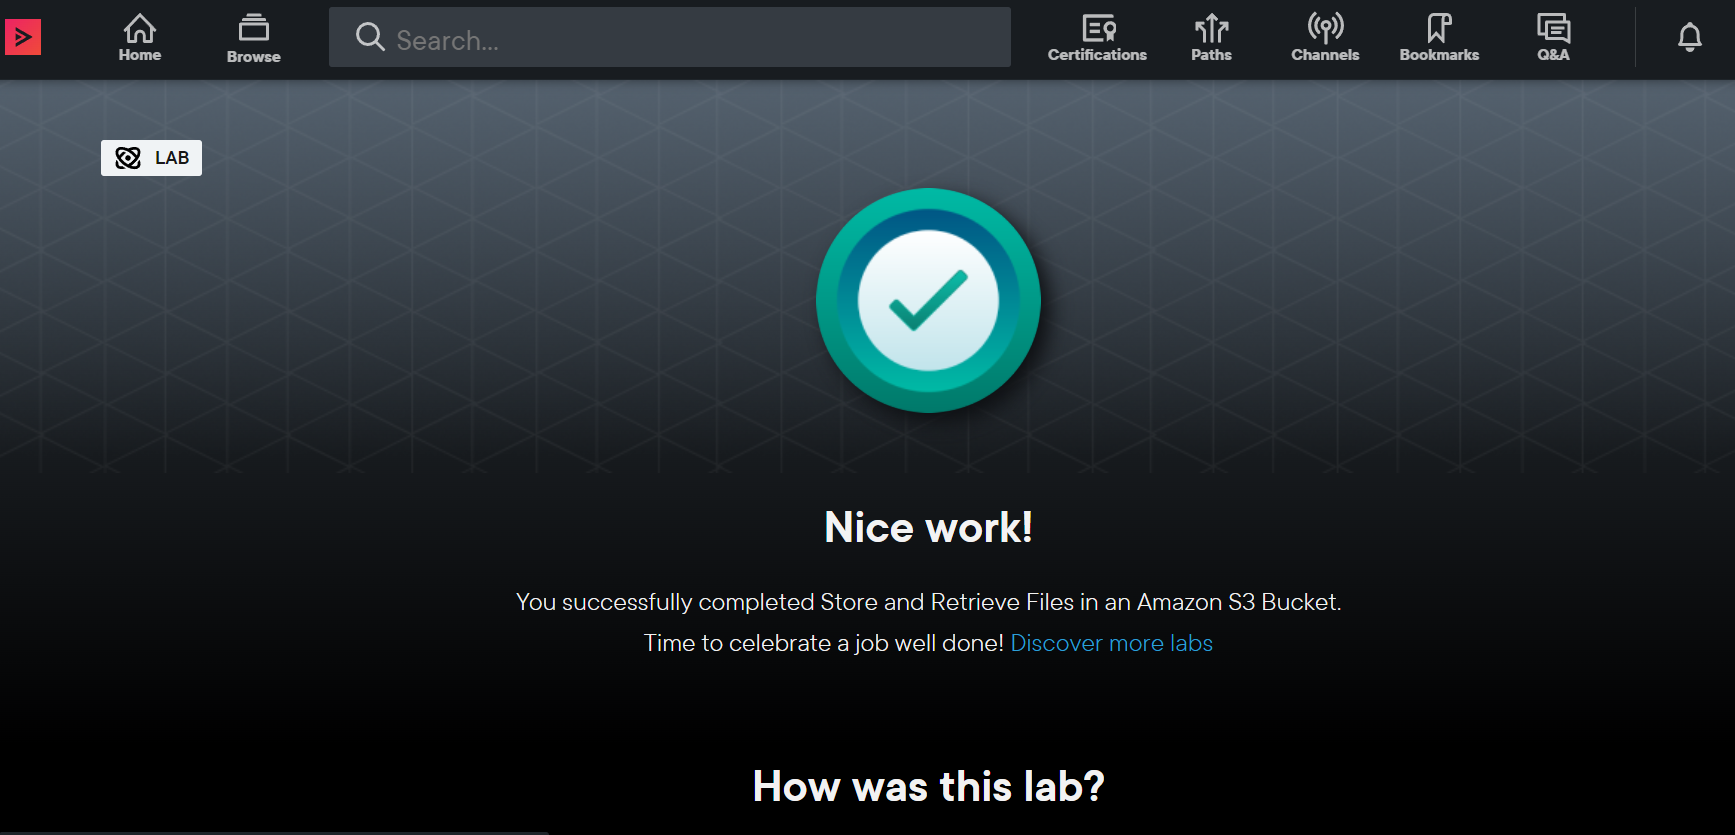 Home
Browse
Search...
Certifications
Paths
Channels
Bookmarks
Q&A
LAB
Nice work!
You successfully completed Store and Retrieve Files in an Amazon S3 Bucket.
Time to celebrate a job well done! Discover more labs
How was this lab?